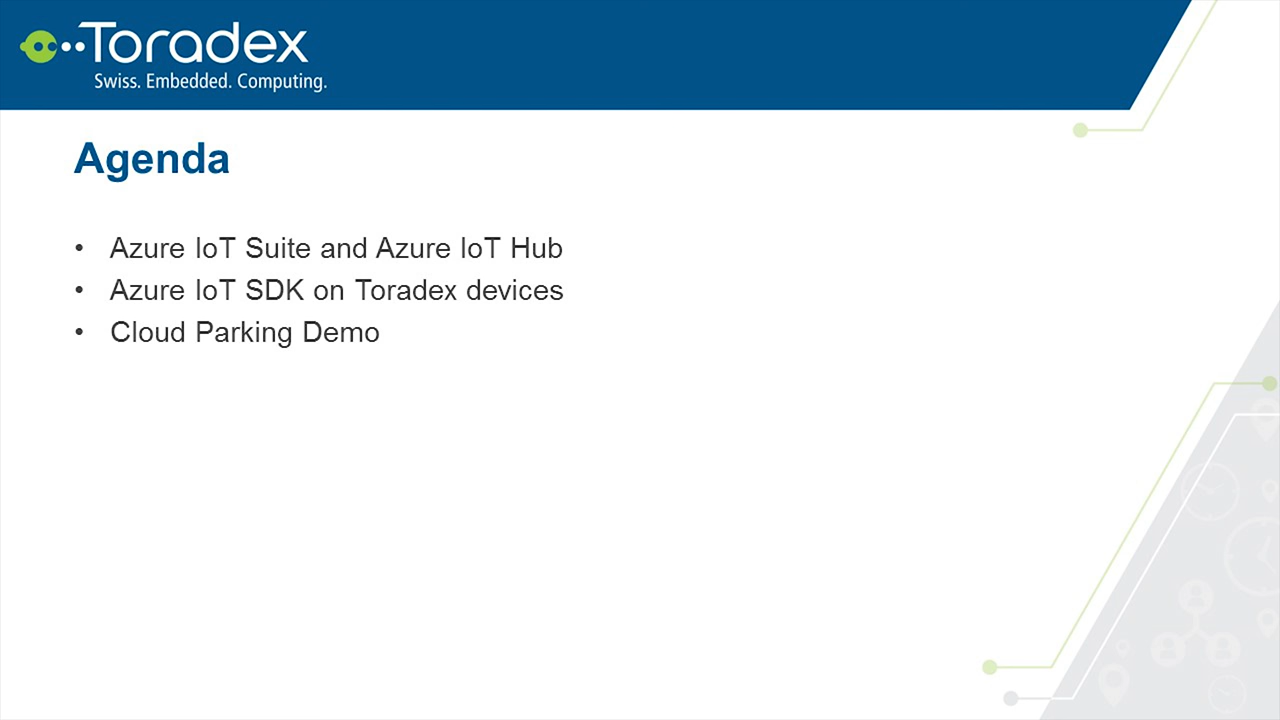 Toradex
Swiss. Embedded. Computing.
Agenda
• Azure IoT Suite and Azure IoT Hub
• Azure IoT SDK on Toradex devices
• Cloud Parking Demo